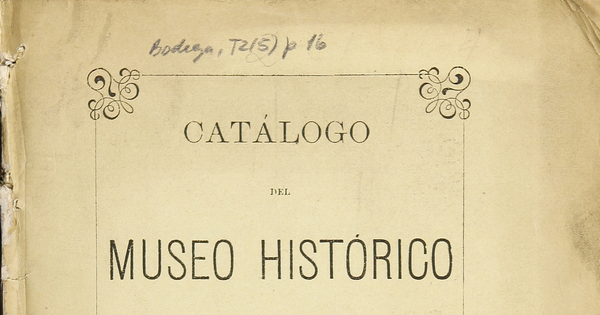 Bodega, T2(5) p 16
CATÁLOGO
DEL
MUSEO HISTÓRICO